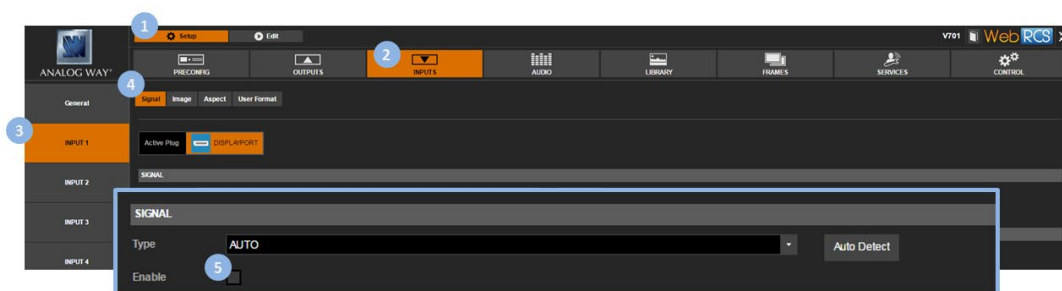 1
Setup
Edit
V701
Web RCS
ANALOG WAY®
PRECONFIG
OUTPUTS
2
INPUTS
AUDIO
LIBRARY
FRAMES
SERVICES
CONTROL
4
General
Signal
Image
Aspect
User Format
3
INPUT 1
Active Plug
DISPLAYPORT
INPUT 2
SIGNAL
INPUT 3
SIGNAL
Type
AUTO
Auto Detect
INPUT 4
Enable
5